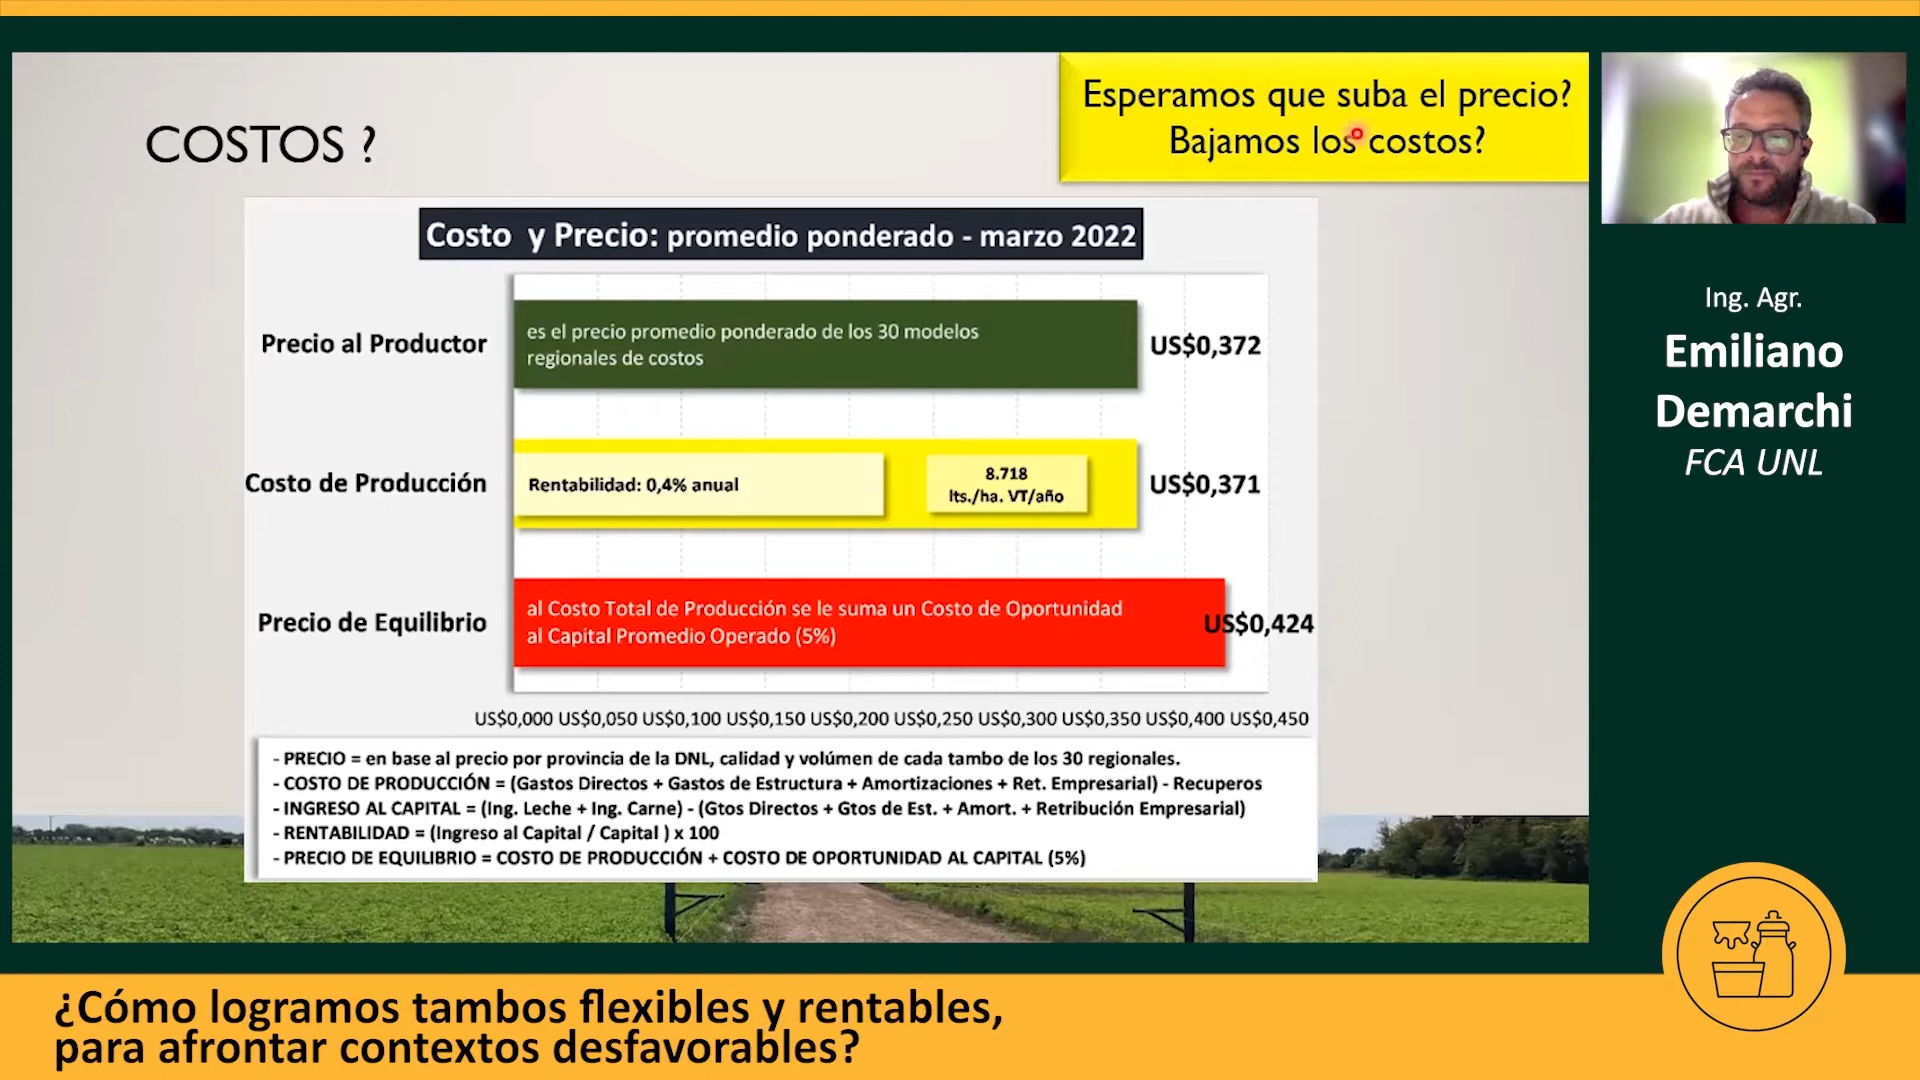 COSTOS ?
Esperamos que suba el precio?
Bajamos los costos?
Costo y Precio: promedio ponderado - marzo 2022
Precio al Productor
es el precio promedio ponderado de los 30 modelos
regionales de costos
US$0,372
Costo de Producción
Rentabilidad: 0,4% anual
8.718
lts./ha. VT/año
US$0,371
Precio de Equilibrio
al Costo Total de Producción se le suma un Costo de Oportunidad
al Capital Promedio Operado (5%)
US$0,424
US$0,000 US$0,050 US$0,100 US$0,150 US$0,200 US$0,250 US$0,300 US$0,350 US$0,400 US$0,450
- PRECIO = en base al precio por provincia de la DNL, calidad y volúmen de cada tambo de los 30 regionales.
- COSTO DE PRODUCCIÓN = (Gastos Directos + Gastos de Estructura + Amortizaciones + Ret. Empresarial) - Recuperos
- INGRESO AL CAPITAL = (Ing. Leche + Ing. Carne) - (Gtos Directos + Gtos de Est. + Amort. + Retribución Empresarial)
- RENTABILIDAD = (Ingreso al Capital / Capital ) x 100
- PRECIO DE EQUILIBRIO = COSTO DE PRODUCCIÓN + COSTO DE OPORTUNIDAD AL CAPITAL (5%)
Ing. Agr.
Emiliano
Demarchi
FCA UNL
¿Cómo logramos tambos flexibles y rentables,
para afrontar contextos desfavorables?